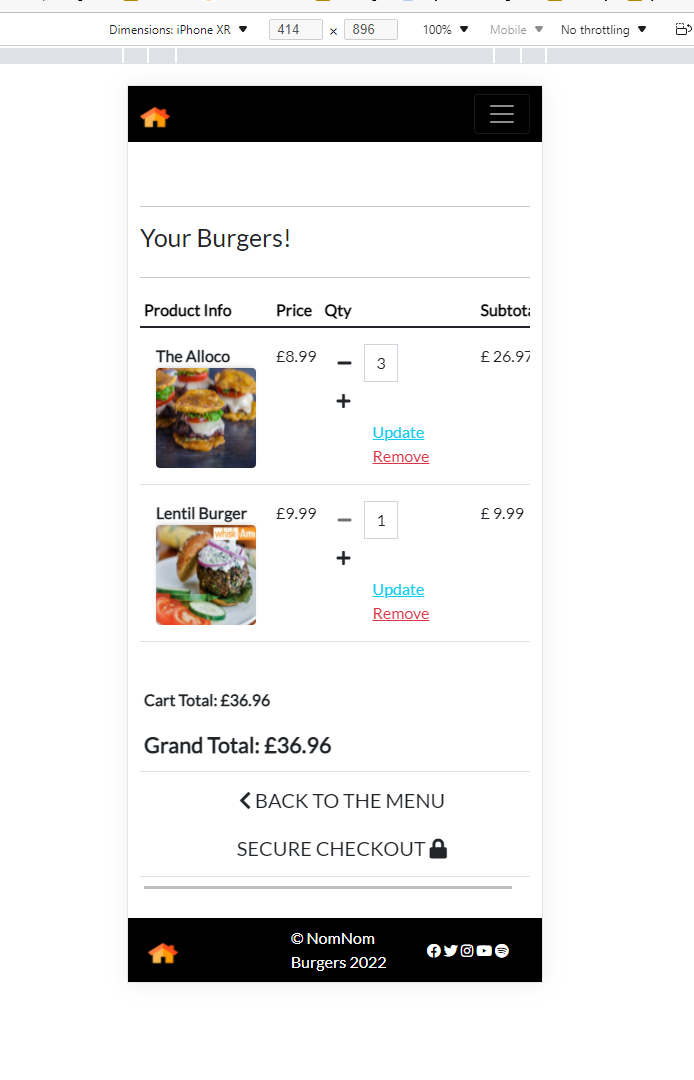 Dimensions: iPhone XR 414 x 896 100% Mobile No throttling
Your Burgers!
Product Info Price Qty Subtota
The Alloco £8.99 3 £ 26.97
Update
Remove
Lentil Burger £9.99 1 £ 9.99
whisk
Update
Remove
Cart Total: £36.96
Grand Total: £36.96
BACK TO THE MENU
SECURE CHECKOUT
© NomNom
Burgers 2022